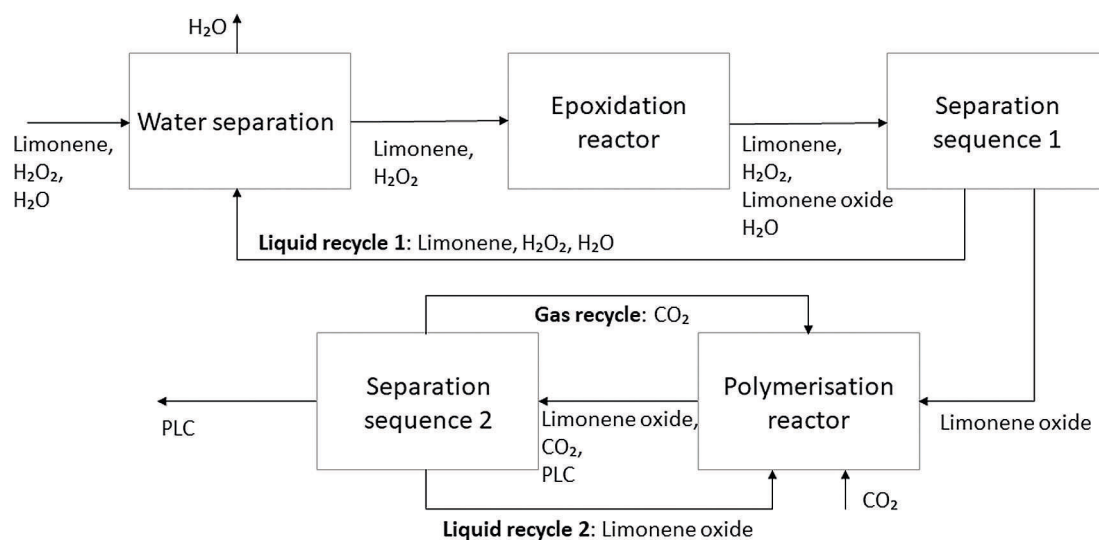 H₂O
Water separation
Epoxidation
reactor
Separation
sequence 1
Limonene,
H₂O₂,
H₂O
Limonene,
H₂O₂
Limonene,
H₂O₂,
Limonene oxide
H₂O
Liquid recycle 1: Limonene, H₂O₂, H₂O
Gas recycle: CO₂
Separation
sequence 2
Polymerisation
reactor
PLC
Limonene oxide,
CO₂,
PLC
Limonene oxide
CO₂
Liquid recycle 2: Limonene oxide